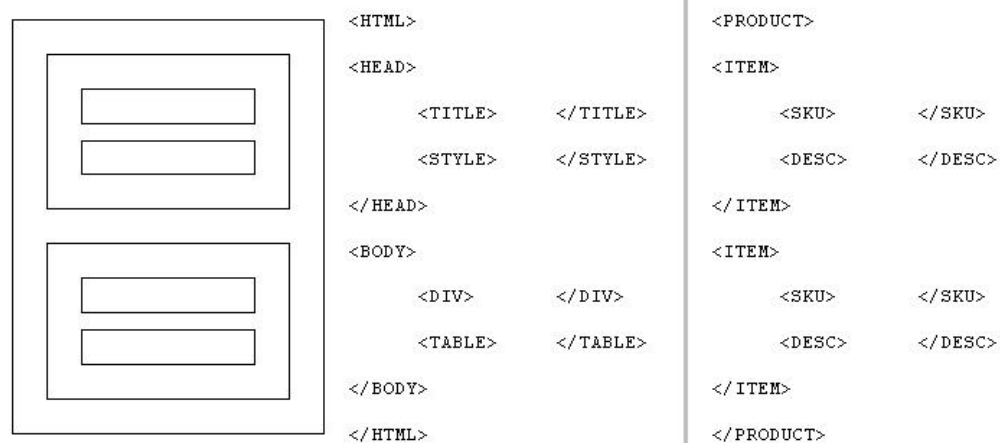 <HTML>
<HEAD>
<TITLE> </TITLE>
<STYLE> </STYLE>
</HEAD>
<BODY>
<DIV> </DIV>
<TABLE> </TABLE>
</BODY>
</HTML>
<PRODUCT>
<ITEM>
<SKU> </SKU>
<DESC> </DESC>
</ITEM>
<ITEM>
<SKU> </SKU>
<DESC> </DESC>
</ITEM>
</PRODUCT>